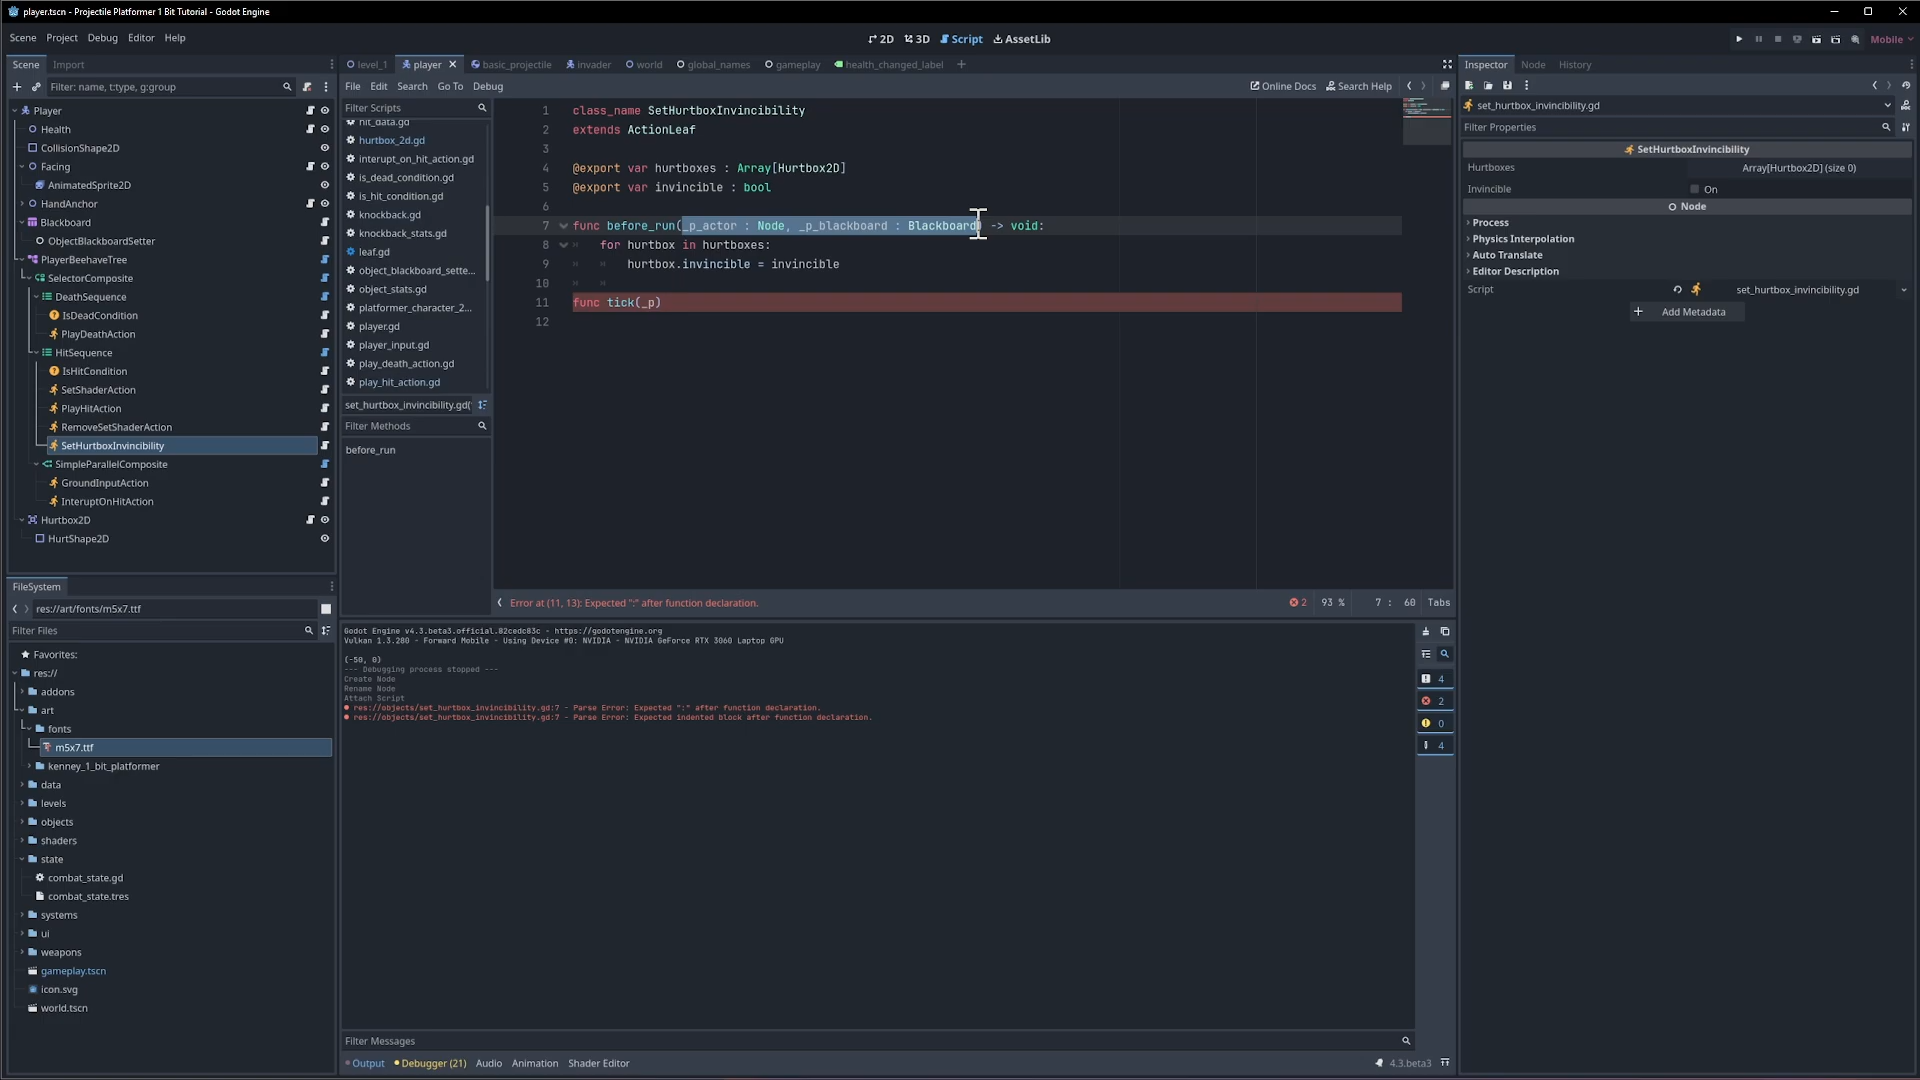 player.tscn - Projectile Platformer 1 Bit Tutorial - Godot Engine
Scene Project Debug Editor Help
2D 3D Script AssetLib
Mobile
Scene Import
Filter: name, t:type, g:group
Player
Health
CollisionShape2D
Facing
AnimatedSprite2D
HandAnchor
Blackboard
ObjectBlackboardSetter
PlayerBeehaveTree
SelectorComposite
DeathSequence
IsDeadCondition
PlayDeathAction
HitSequence
IsHitCondition
SetShaderAction
PlayHitAction
RemoveSetShaderAction
SetHurtboxInvincibility
SimpleParallelComposite
GroundInputAction
InteruptOnHitAction
Hurtbox2D
HurtShape2D
FileSystem
res://art/fonts/m5x7.ttf
Filter Files
Favorites:
res://
addons
art
fonts
m5x7.ttf
kenney_1_bit_platformer
data
levels
objects
shaders
state
combat_state.gd
combat_state.tres
systems
ui
weapons
gameplay.tscn
icon.svg
world.tscn
level_1 player basic_projectile invader world global_names gameplay health_changed_label
File Edit Search Go To Debug
Online Docs Search Help
Filter Scripts
hit_data.gd
hurtbox_2d.gd
interupt_on_hit_action.gd
is_dead_condition.gd
is_hit_condition.gd
knockback.gd
knockback_stats.gd
leaf.gd
object_blackboard_sette...
object_stats.gd
platformer_character_2...
player.gd
player_input.gd
play_death_action.gd
play_hit_action.gd
set_hurtbox_invincibility.gd(
Filter Methods
before_run
1 class_name SetHurtboxInvincibility
2 extends ActionLeaf
3
4 @export var hurtboxes : Array[Hurtbox2D]
5 @export var invincible : bool
6
7 func before_run(_p_actor : Node, _p_blackboard : Blackboard) -> void:
8 for hurtbox in hurtboxes:
9 hurtbox.invincible = invincible
10
11 func tick(_p)
12
Error at (11, 13): Expected ":" after function declaration.
2 93 % 7 : 60 Tabs
Godot Engine v4.3.beta3.official.82cedc83c - https://godotengine.org
Vulkan 1.3.280 - Forward Mobile - Using Device #0: NVIDIA - NVIDIA GeForce RTX 3060 Laptop GPU
(-50, 0)
--- Debugging process stopped ---
Create Node
Rename Node
Attach Script
res://objects/set_hurtbox_invincibility.gd:7 - Parse Error: Expected ":" after function declaration.
res://objects/set_hurtbox_invincibility.gd:7 - Parse Error: Expected indented block after function declaration.
4
2
0
4
Filter Messages
Output Debugger (21) Audio Animation Shader Editor
4.3.beta3
Inspector Node History
set_hurtbox_invincibility.gd
Filter Properties
SetHurtboxInvincibility
Hurtboxes Array[Hurtbox2D] (size 0)
Invincible On
Node
Process
Physics Interpolation
Auto Translate
Editor Description
Script set_hurtbox_invincibility.gd
Add Metadata